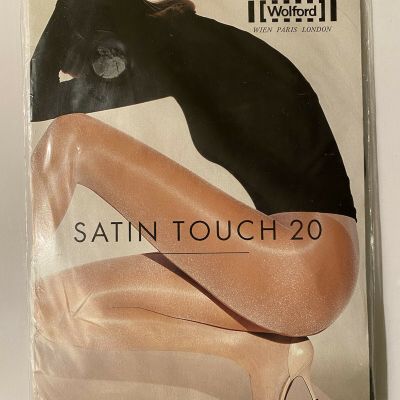 Wolford
WIEN PARIS LONDON
SATIN TOUCH 20